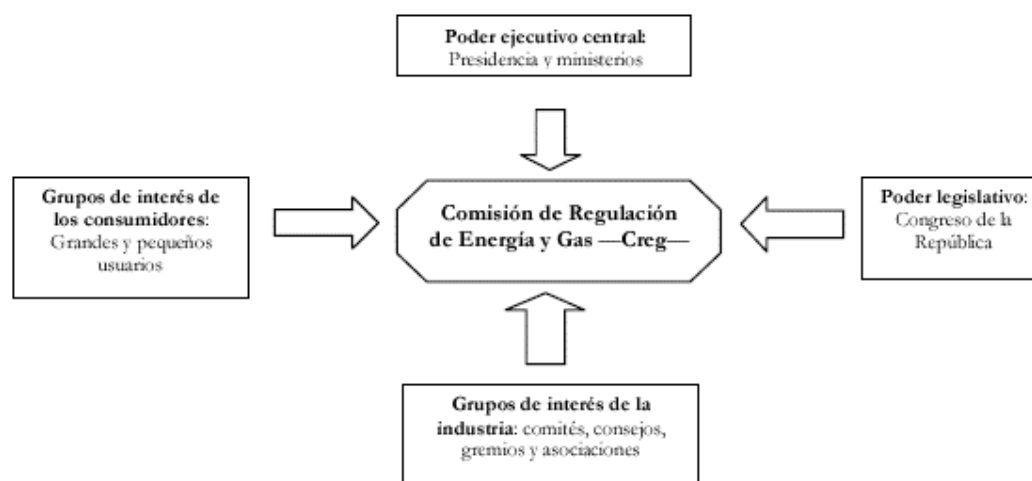 Poder ejecutivo central:
Presidencia y ministerios
Grupos de interés de
los consumidores:
Grandes y pequeños
usuarios
Comisión de Regulación
de Energía y Gas —Creg—
Poder legislativo:
Congreso de la
República
Grupos de interés de la
industria: comités, consejos,
gremios y asociaciones